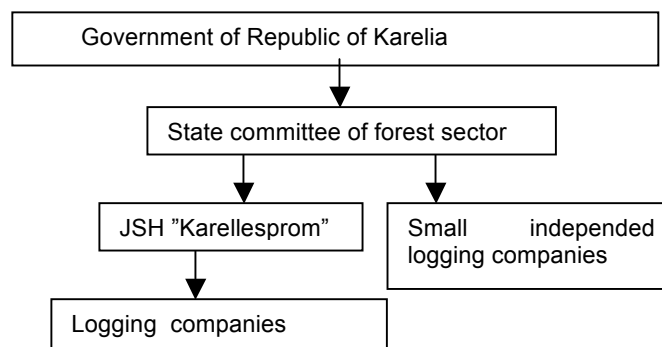 Government of Republic of Karelia
State committee of forest sector
JSH ”Karellesprom”
Small independed
logging companies
Logging companies